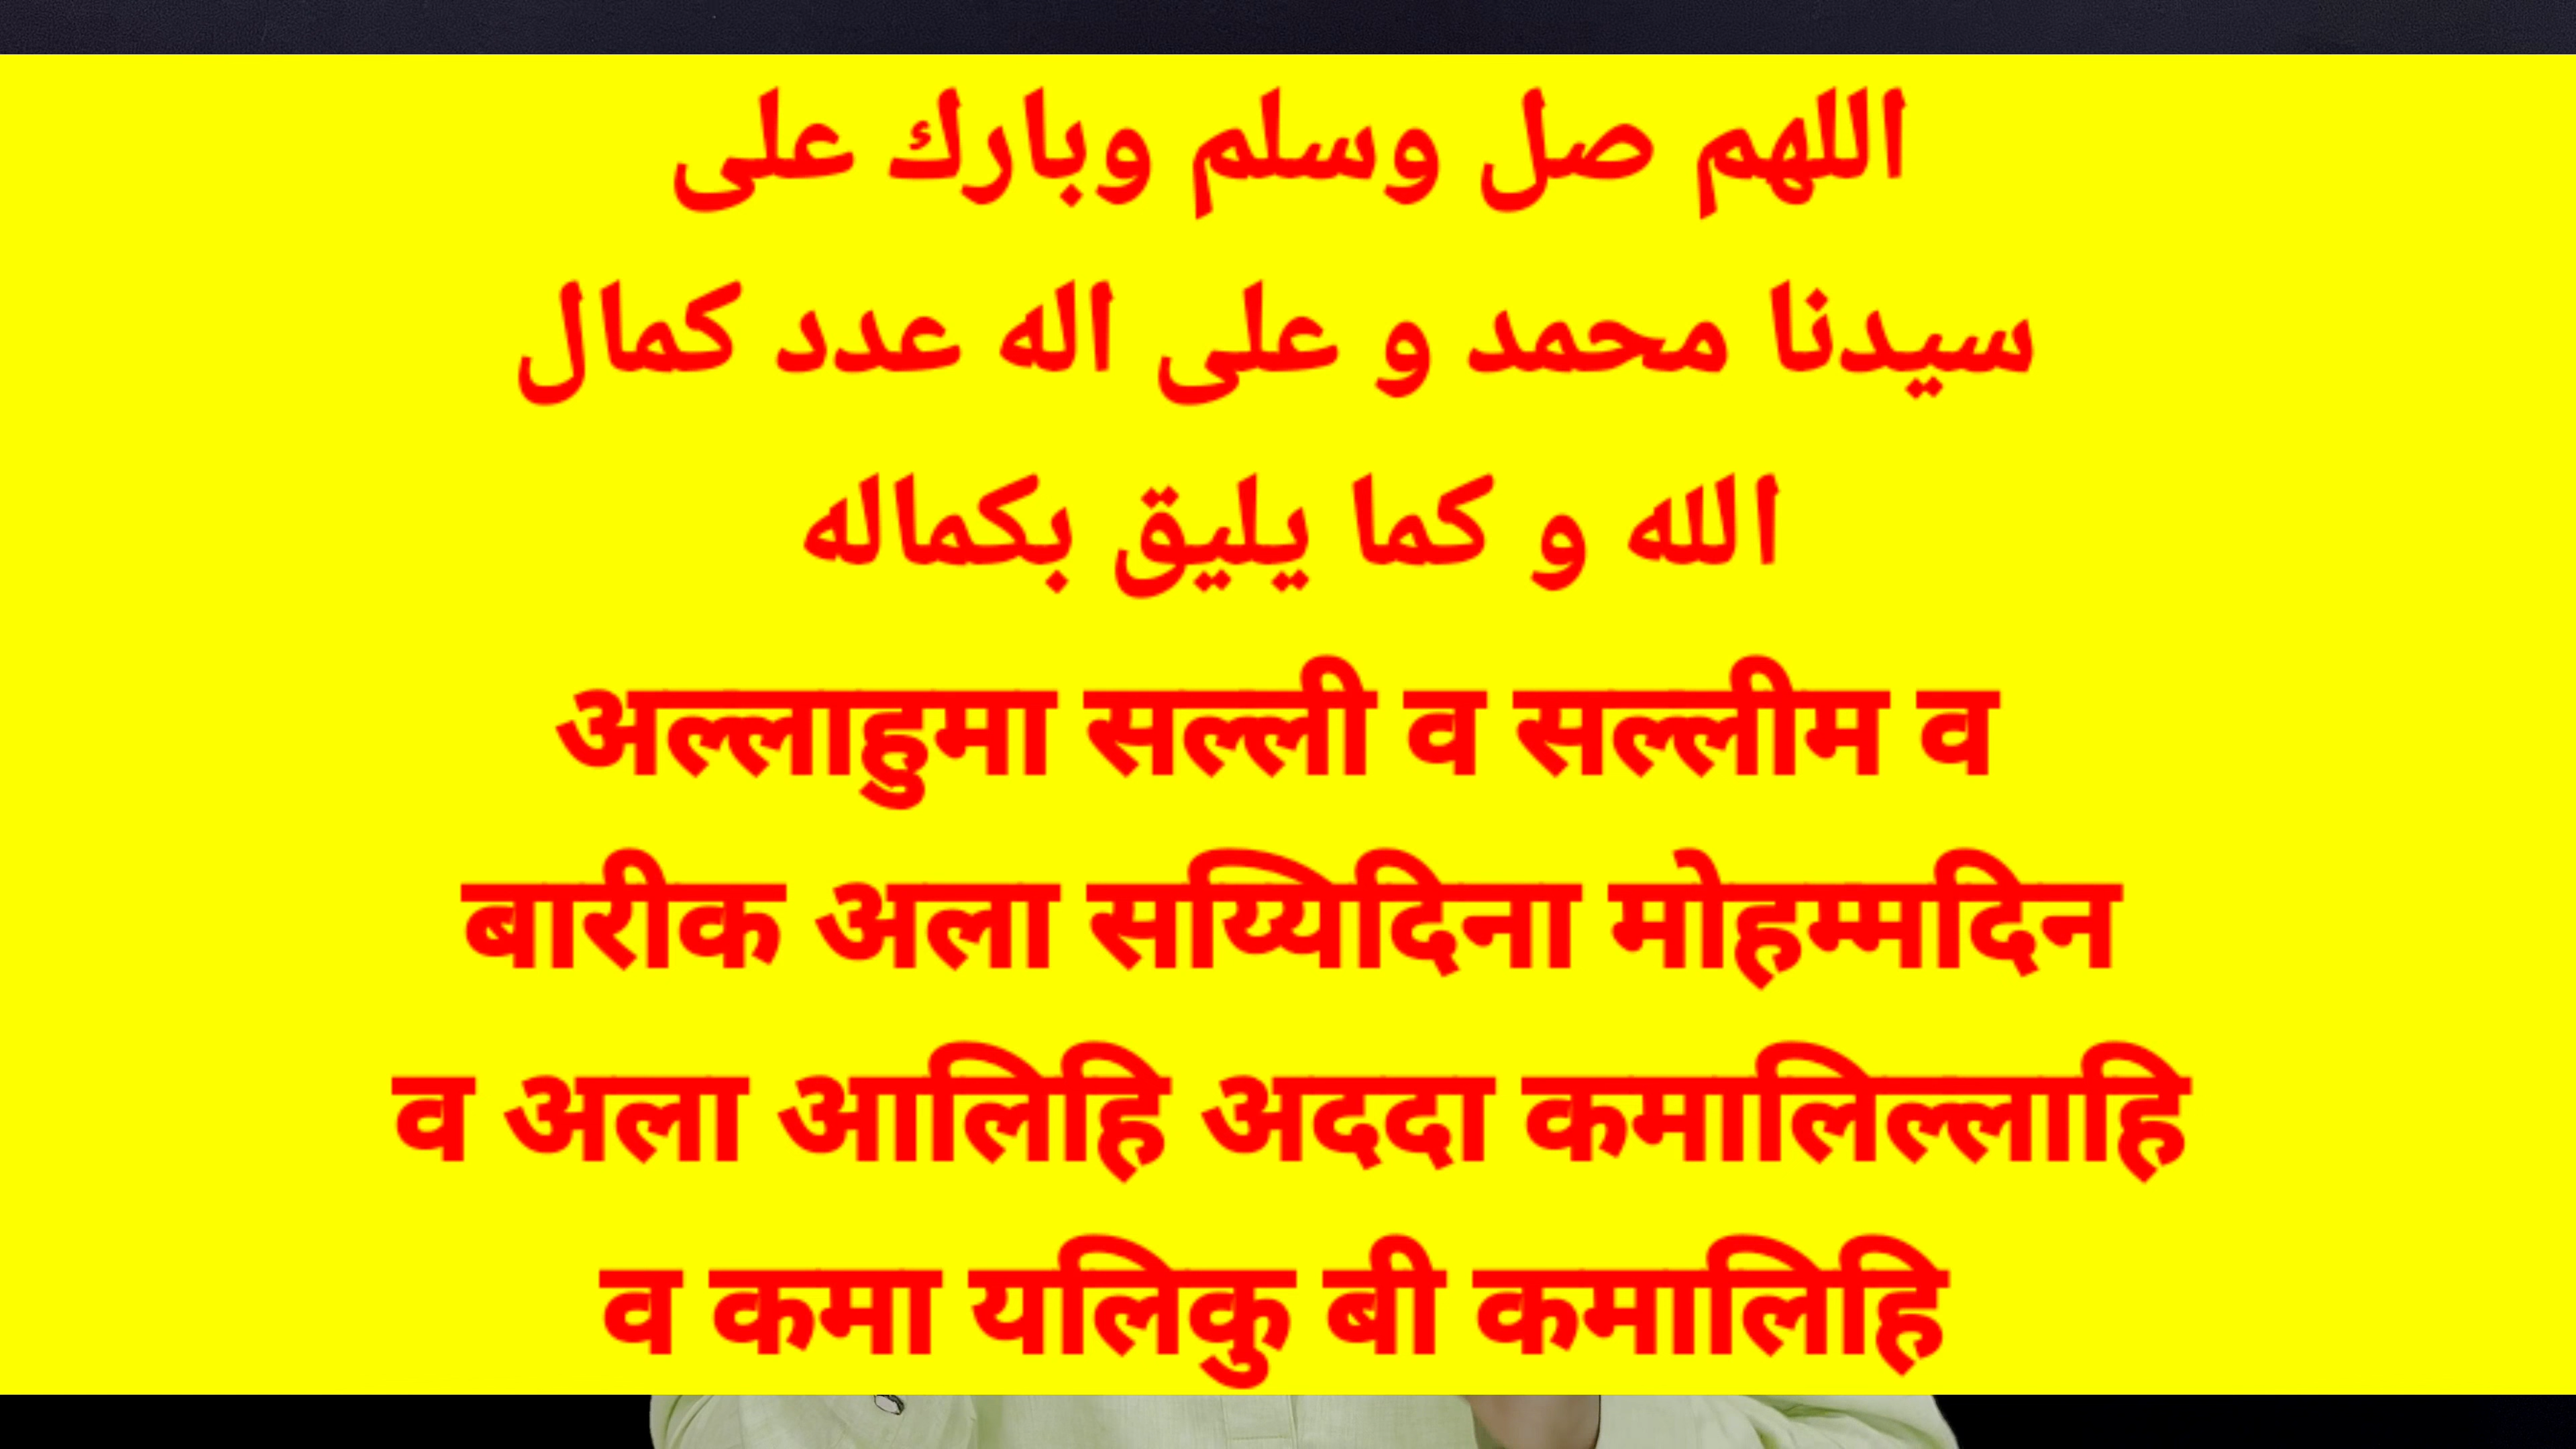 اللهم صل وسلم وبارك على
سيدنا محمد و على اله عدد كمال
الله و كما يليق بكماله
अल्लाहुमा सल्ली व सल्लीम व
बारीक अला सय्यिदिना मोहम्मदिन
व अला आलिहि अददा कमालिल्लाहि
व कमा यलिकु बी कमालिहि